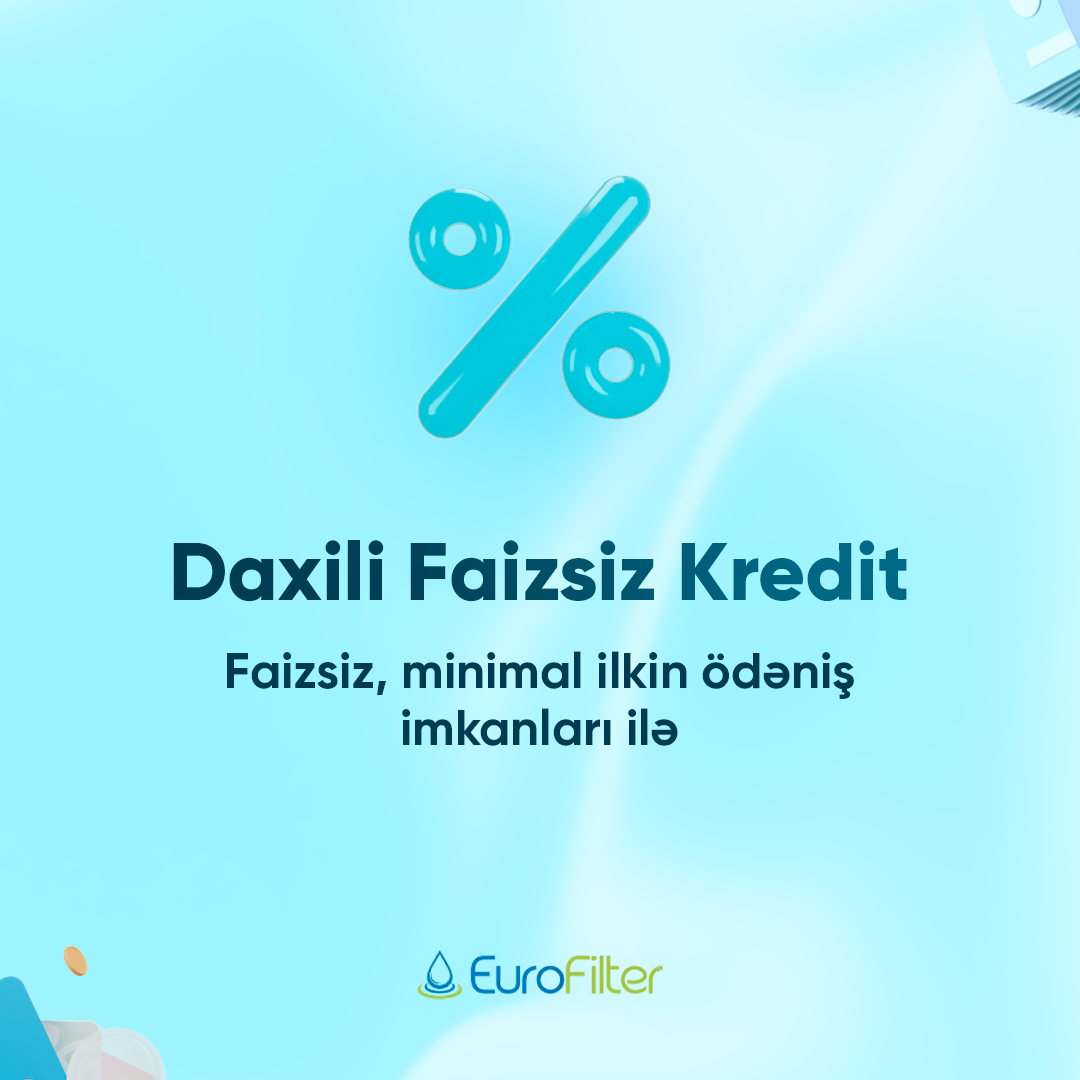 Daxili Faizsiz Kredit
Faizsiz, minimal ilkin ödəniş
imkanları ilə
EuroFilter